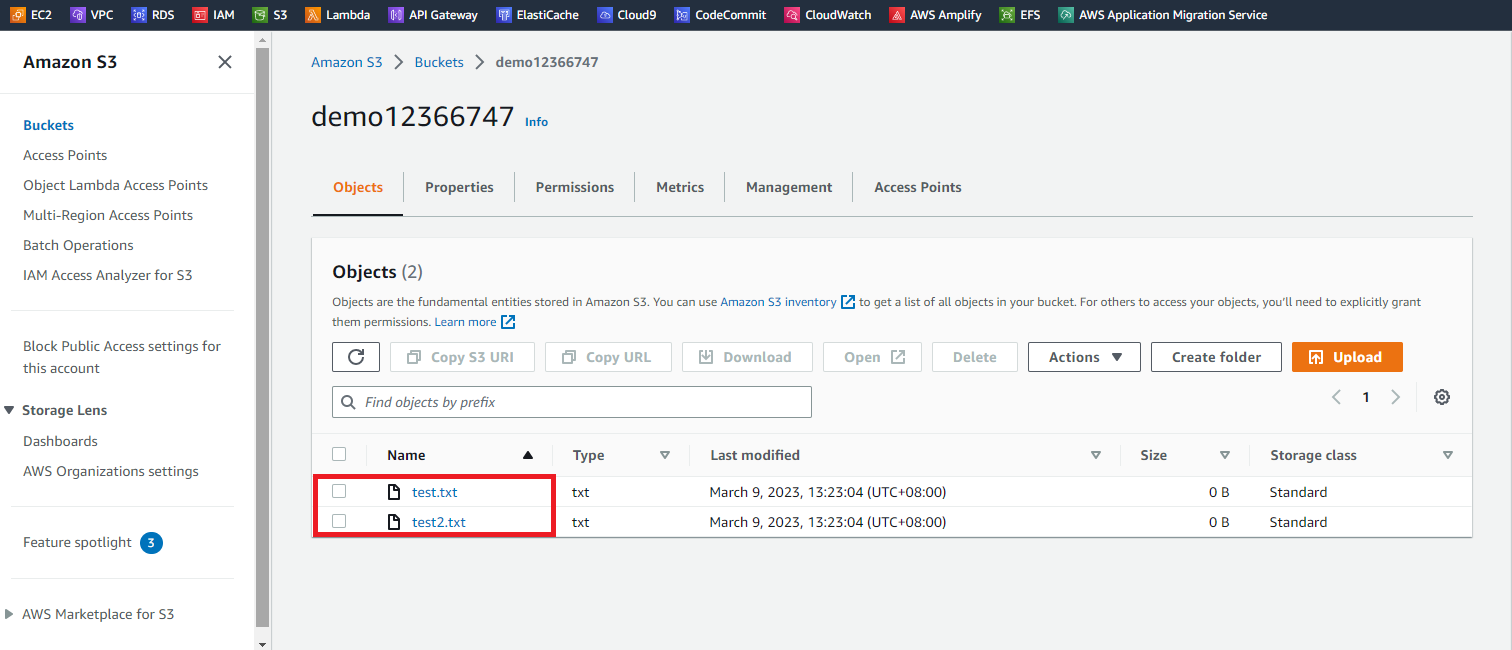 EC2 VPC RDS IAM S3 Lambda API Gateway ElastiCache Cloud9 CodeCommit CloudWatch AWS Amplify EFS AWS Application Migration Service
Amazon S3
Buckets
Access Points
Object Lambda Access Points
Multi-Region Access Points
Batch Operations
IAM Access Analyzer for S3
Block Public Access settings for
this account
Storage Lens
Dashboards
AWS Organizations settings
Feature spotlight 3
AWS Marketplace for S3
Amazon S3 > Buckets > demo12366747
demo12366747 Info
Objects Properties Permissions Metrics Management Access Points
Objects (2)
Objects are the fundamental entities stored in Amazon S3. You can use Amazon S3 inventory to get a list of all objects in your bucket. For others to access your objects, you'll need to explicitly grant
them permissions. Learn more
Copy S3 URI Copy URL Download Open Delete Actions Create folder Upload
Find objects by prefix
1
Name Type Last modified Size Storage class
test.txt txt March 9, 2023, 13:23:04 (UTC+08:00) 0 B Standard
test2.txt txt March 9, 2023, 13:23:04 (UTC+08:00) 0 B Standard